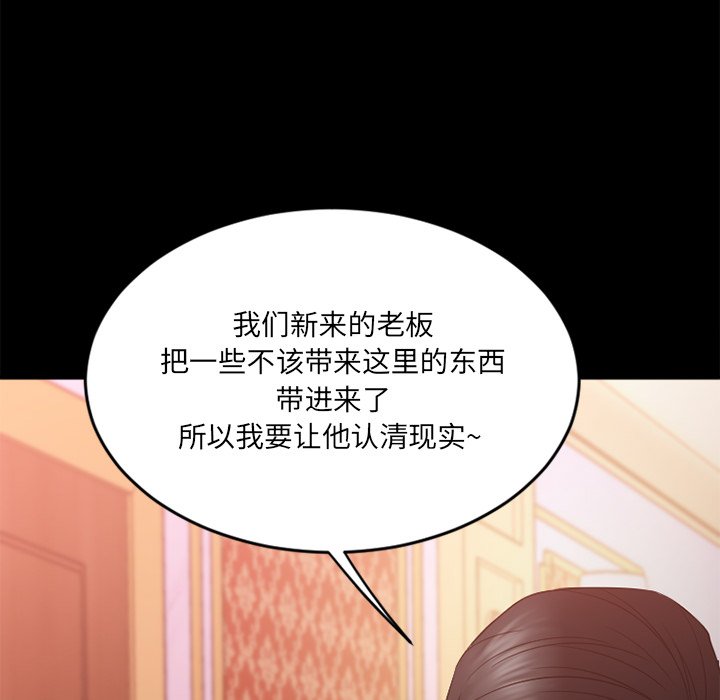 我们新来的老板
把一些不该带来这里的东西
带进来了
所以我要让他认清现实~